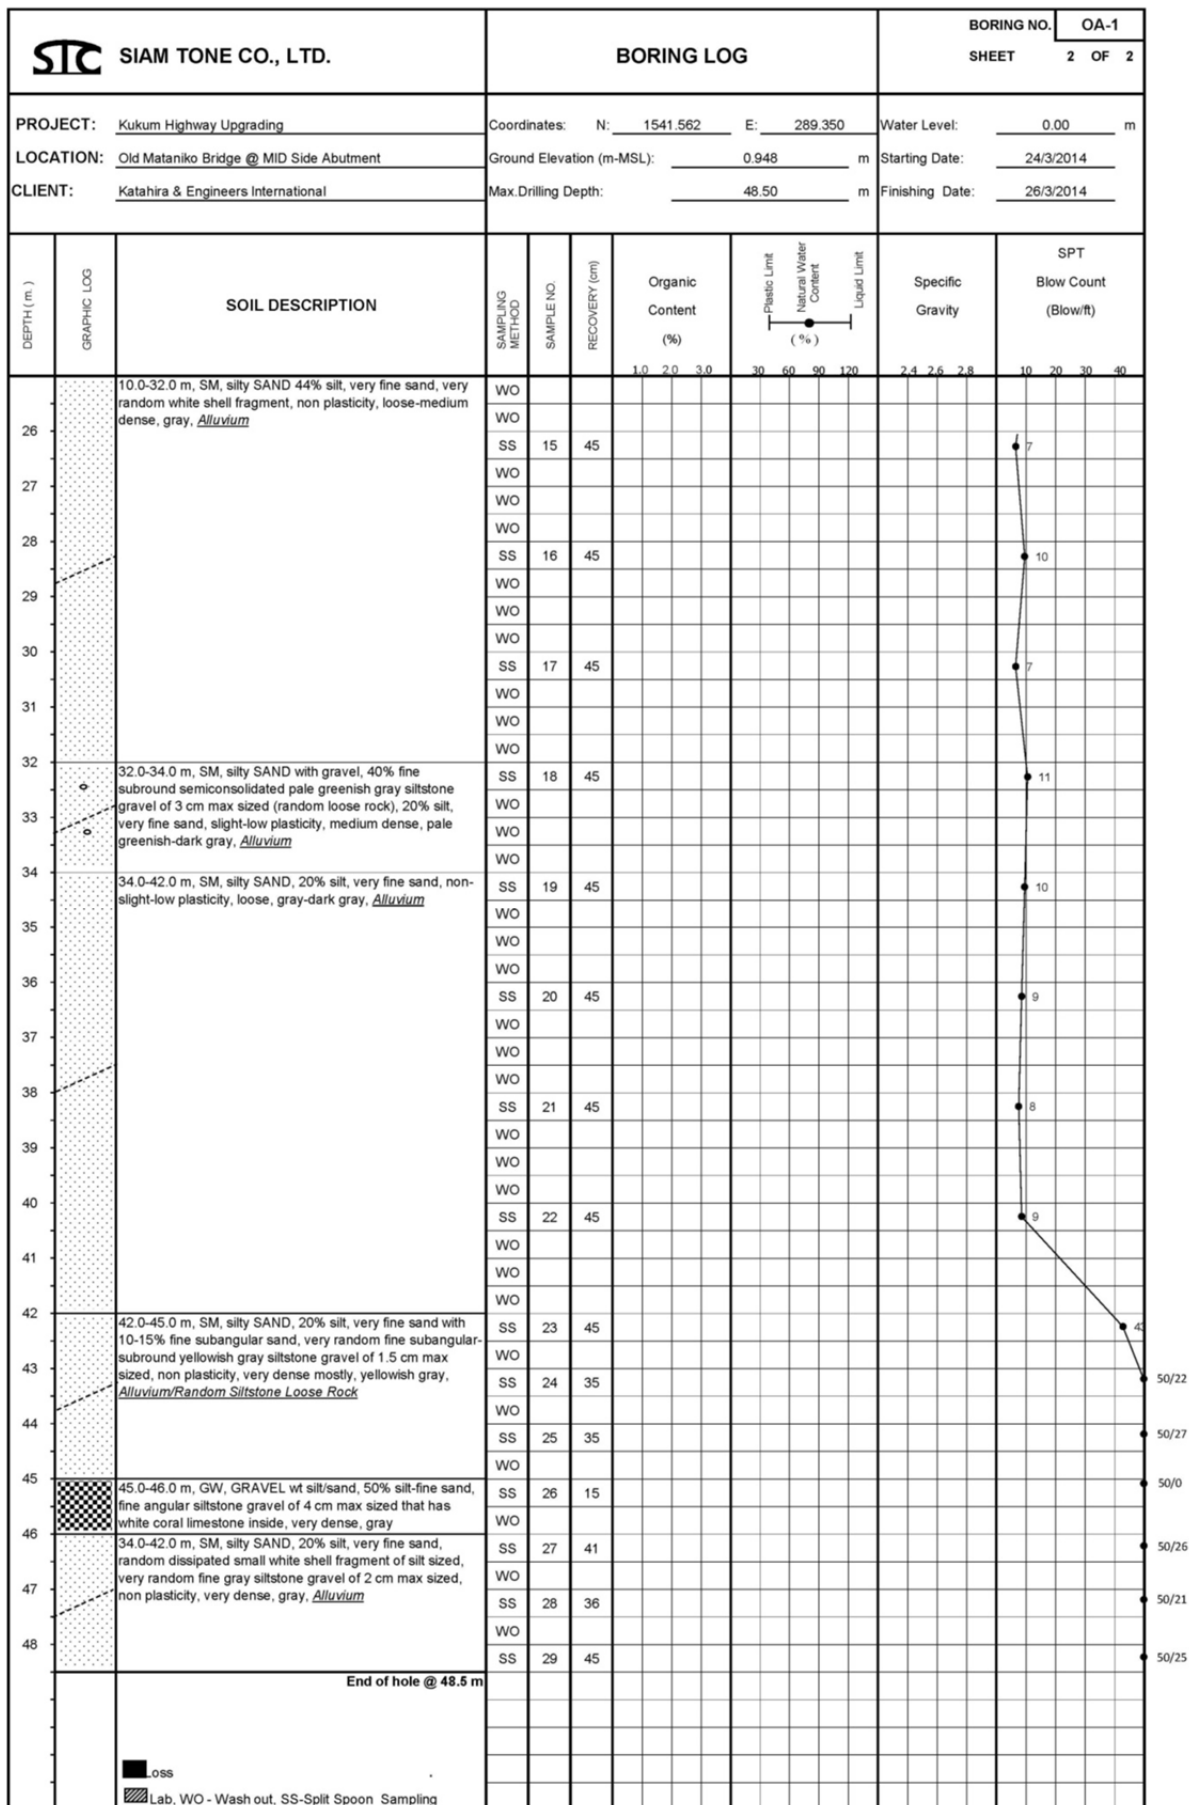 BORING NO. OA-1
STC SIAM TONE CO., LTD.
BORING LOG
SHEET 2 OF 2
PROJECT: Kukum Highway Upgrading
Coordinates: N: 1541.562 E: 289.350
Water Level: 0.00 m
LOCATION: Old Mataniko Bridge @ MID Side Abutment
Ground Elevation (m-MSL): 0.948 m
Starting Date: 24/3/2014
CLIENT: Katahira & Engineers International
Max.Drilling Depth: 48.50 m
Finishing Date: 26/3/2014
DEPTH ( m. )
GRAPHIC LOG
SOIL DESCRIPTION
SAMPLING METHOD
SAMPLE NO.
RECOVERY (cm)
Organic
Content
(%)
1.0 2.0 3.0
Plastic Limit
Natural Water
Content
Liquid Limit
( % )
30 60 90 120
Specific
Gravity
2.4 2.6 2.8
SPT
Blow Count
(Blow/ft)
10 20 30 40
10.0-32.0 m, SM, silty SAND 44% silt, very fine sand, very
random white shell fragment, non plasticity, loose-medium
dense, gray, Alluvium
WO
WO
26
SS 15 45 7
WO
27
WO
WO
28
SS 16 45 10
WO
29
WO
WO
30
SS 17 45 7
WO
31
WO
WO
32
32.0-34.0 m, SM, silty SAND with gravel, 40% fine
subround semiconsolidated pale greenish gray siltstone
gravel of 3 cm max sized (random loose rock), 20% silt,
very fine sand, slight-low plasticity, medium dense, pale
greenish-dark gray, Alluvium
SS 18 45 11
WO
33
WO
WO
34
34.0-42.0 m, SM, silty SAND, 20% silt, very fine sand, non-
slight-low plasticity, loose, gray-dark gray, Alluvium
SS 19 45 10
WO
35
WO
WO
36
SS 20 45 9
WO
37
WO
WO
38
SS 21 45 8
WO
39
WO
WO
40
SS 22 45 9
WO
41
WO
WO
42
42.0-45.0 m, SM, silty SAND, 20% silt, very fine sand with
10-15% fine subangular sand, very random fine subangular-
subround yellowish gray siltstone gravel of 1.5 cm max
sized, non plasticity, very dense mostly, yellowish gray,
Alluvium/Random Siltstone Loose Rock
SS 23 45
WO
43
SS 24 35 50/22
WO
44
SS 25 35 50/27
WO
45
45.0-46.0 m, GW, GRAVEL wt silt/sand, 50% silt-fine sand,
fine angular siltstone gravel of 4 cm max sized that has
white coral limestone inside, very dense, gray
SS 26 15 50/0
WO
46
34.0-42.0 m, SM, silty SAND, 20% silt, very fine sand,
random dissipated small white shell fragment of silt sized,
very random fine gray siltstone gravel of 2 cm max sized,
non plasticity, very dense, gray, Alluvium
SS 27 41 50/26
WO
47
SS 28 36 50/21
WO
48
SS 29 45 50/25
End of hole @ 48.5 m
Loss
Lab, WO - Wash out, SS-Split Spoon Sampling